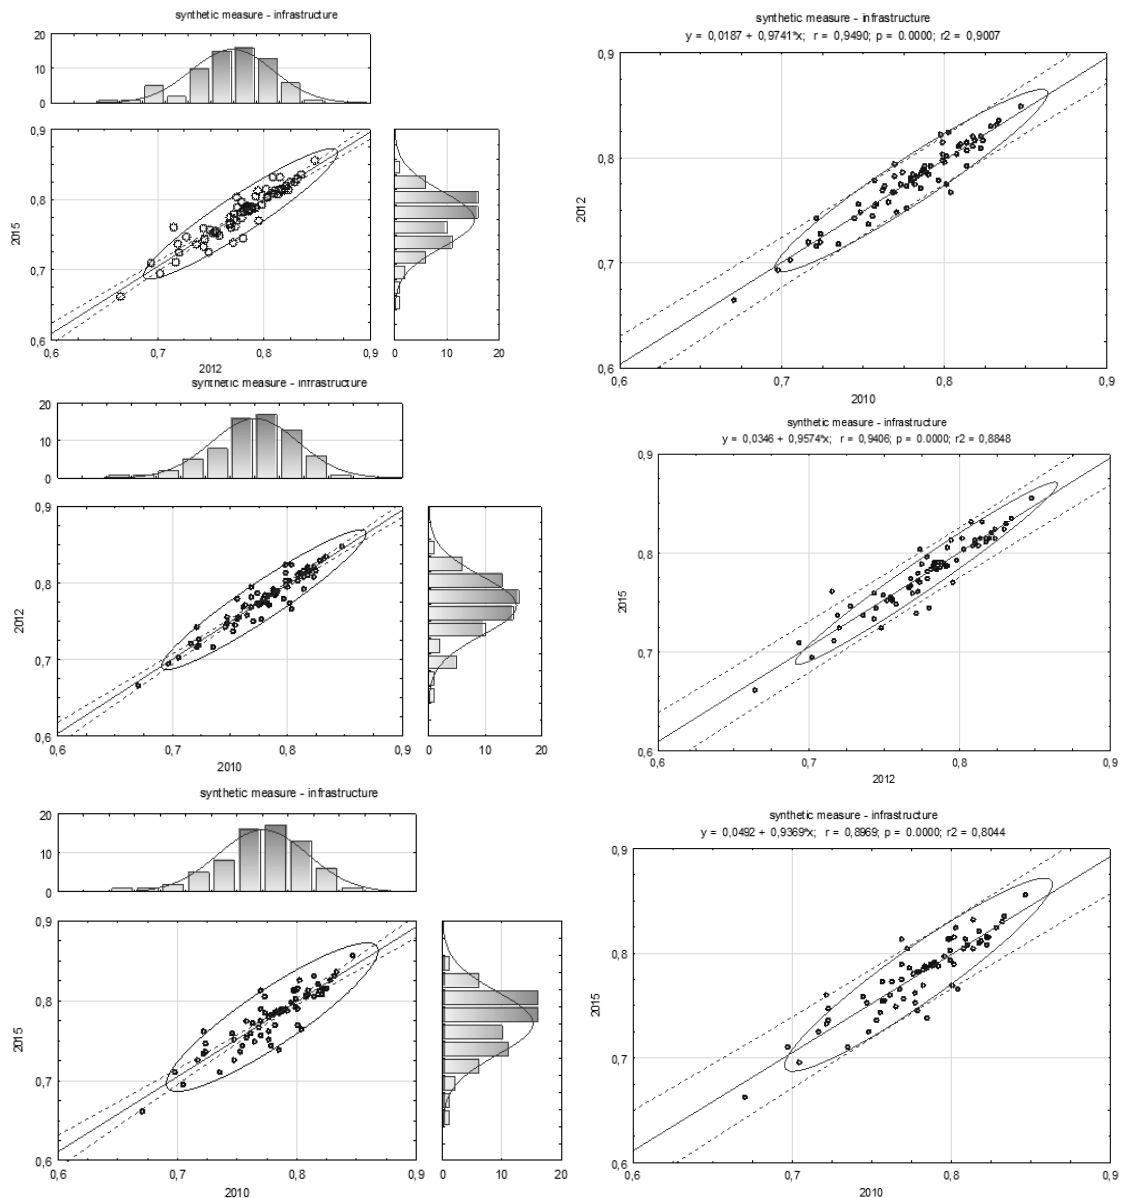 synthetic measure - infrastructure
20
10
0
0,9
0,8
0,7
0,6
2015
0,6 0,7 0,8 0,9
2012
0 10 20
synthetic measure - infrastructure
y = 0,0187 + 0,9741*x; r = 0,9490; p = 0.0000; r2 = 0,9007
0,9
0,8
0,7
0,6
2012
0,6 0,7 0,8 0,9
2010
synthetic measure - infrastructure
20
10
0
0,9
0,8
0,7
0,6
2012
0,6 0,7 0,8 0,9
2010
0 10 20
synthetic measure - infrastructure
y = 0,0346 + 0,9574*x; r = 0,9406; p = 0.0000; r2 = 0,8848
0,9
0,8
0,7
0,6
2015
0,6 0,7 0,8 0,9
2012
synthetic measure - infrastructure
20
10
0
0,9
0,8
0,7
0,6
2015
0,6 0,7 0,8 0,9
2010
0 10 20
synthetic measure - infrastructure
y = 0,0492 + 0,9369*x; r = 0,8969; p = 0.0000; r2 = 0,8044
0,9
0,8
0,7
0,6
2015
0,6 0,7 0,8 0,9
2010